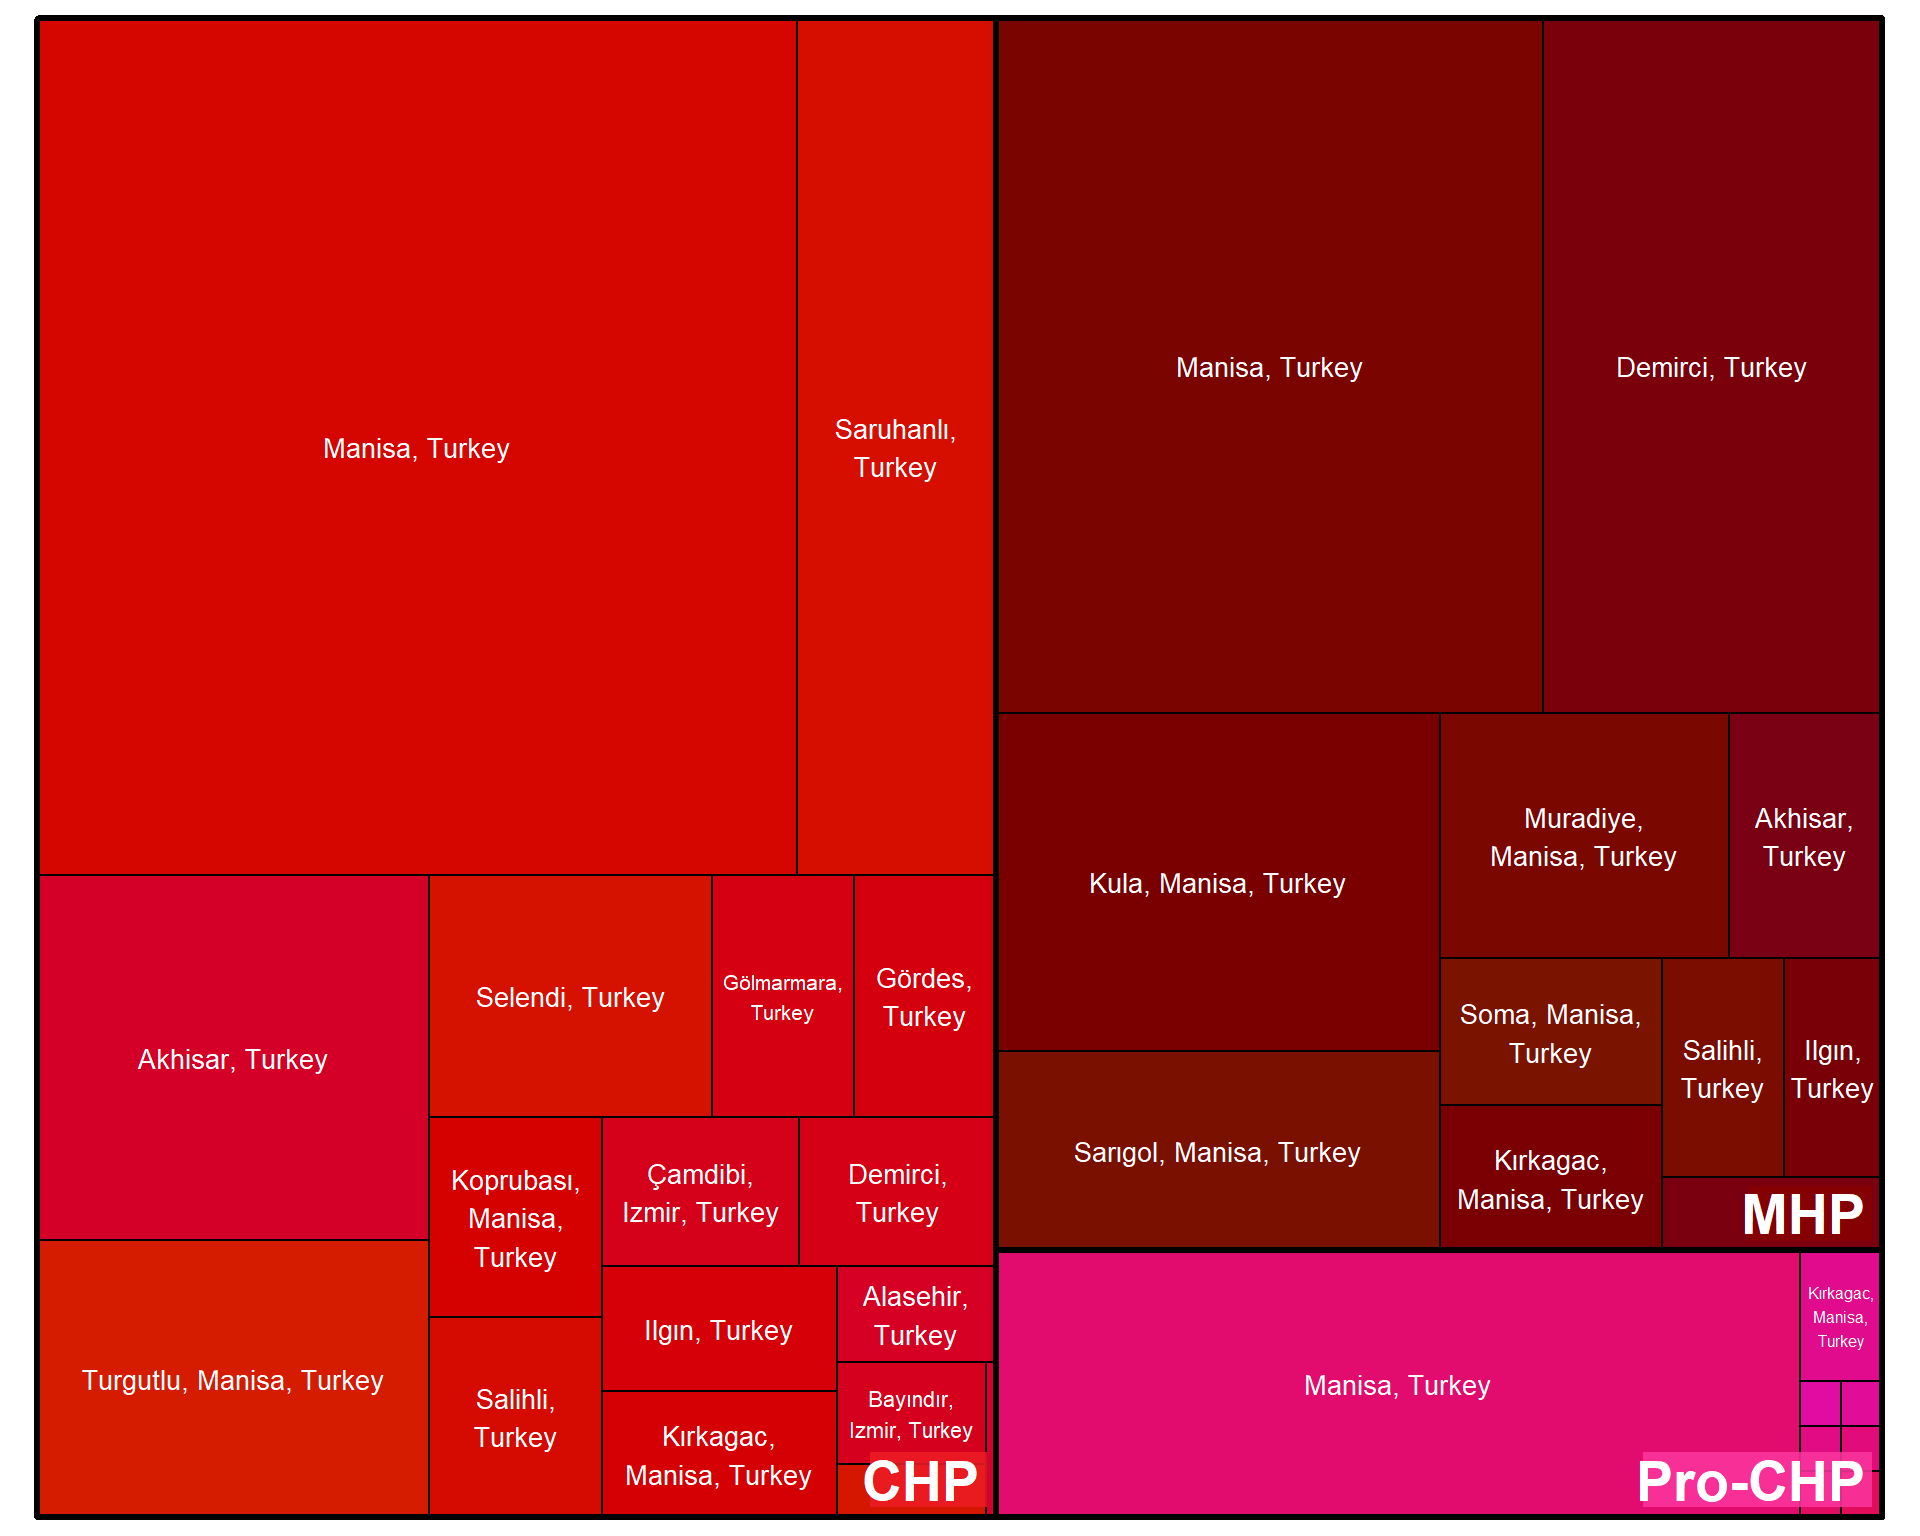 Manisa, Turkey
Saruhanlı,
Turkey
Akhisar, Turkey
Turgutlu, Manisa, Turkey
Selendi, Turkey
Gölmarmara,
Turkey
Gördes,
Turkey
Koprubası,
Manisa,
Turkey
Salihli,
Turkey
Çamdibi,
Izmir, Turkey
Demirci,
Turkey
Ilgın, Turkey
Kırkagac,
Manisa, Turkey
Alasehir,
Turkey
Bayındır,
Izmir, Turkey
CHP
Manisa, Turkey
Demirci, Turkey
Kula, Manisa, Turkey
Sarıgol, Manisa, Turkey
Muradiye,
Manisa, Turkey
Akhisar,
Turkey
Soma, Manisa,
Turkey
Kırkagac,
Manisa, Turkey
Salihli,
Turkey
Ilgın,
Turkey
MHP
Manisa, Turkey
Kırkagac,
Manisa,
Turkey
Pro-CHP